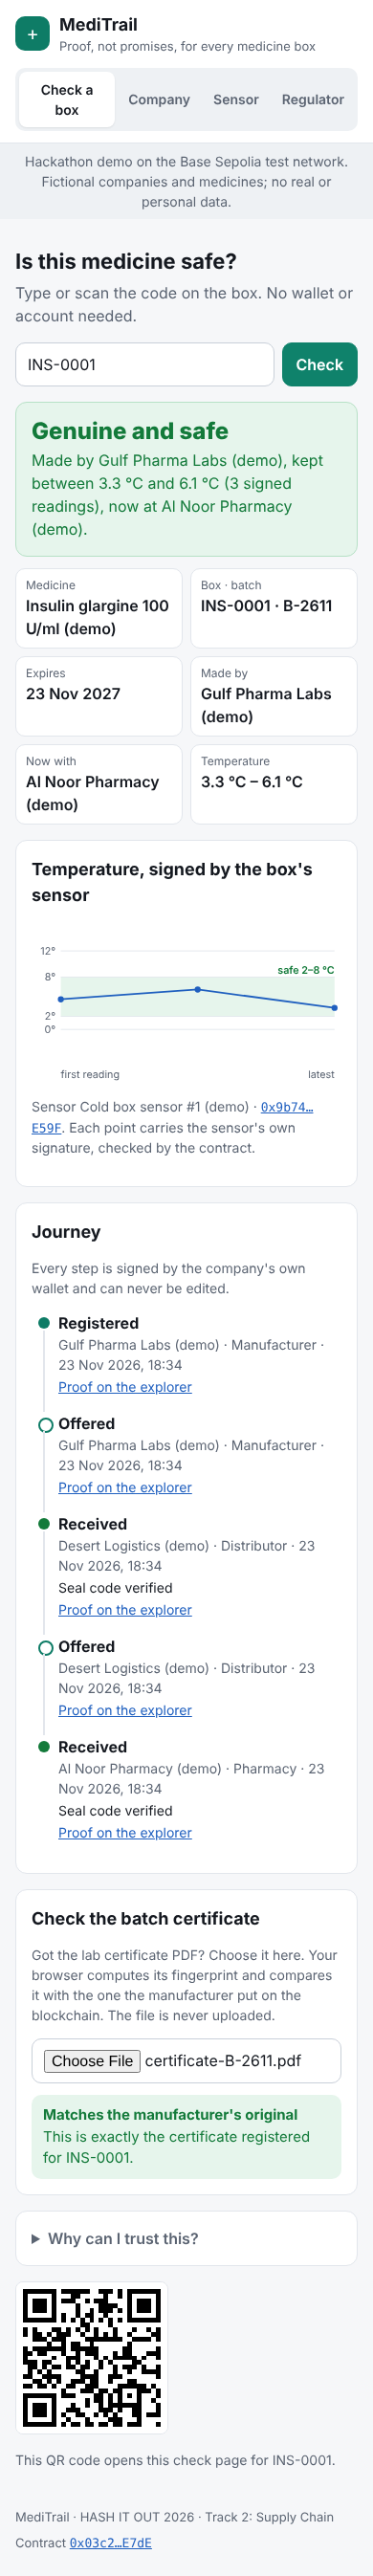 +
MediTrail
Proof, not promises, for every medicine box
Check a
box
Company
Sensor
Regulator
Hackathon demo on the Base Sepolia test network.
Fictional companies and medicines; no real or
personal data.
Is this medicine safe?
Type or scan the code on the box. No wallet or
account needed.
INS-0001
Check
Genuine and safe
Made by Gulf Pharma Labs (demo), kept
between 3.3 °C and 6.1 °C (3 signed
readings), now at Al Noor Pharmacy
(demo).
Medicine
Insulin glargine 100
U/ml (demo)
Box · batch
INS-0001 · B-2611
Expires
23 Nov 2027
Made by
Gulf Pharma Labs
(demo)
Now with
Al Noor Pharmacy
(demo)
Temperature
3.3 °C – 6.1 °C
Temperature, signed by the box's
sensor
12°
safe 2–8 °C
8°
2°
0°
first reading
latest
Sensor Cold box sensor #1 (demo) · 0x9b74…
E59F. Each point carries the sensor's own
signature, checked by the contract.
Journey
Every step is signed by the company's own
wallet and can never be edited.
Registered
Gulf Pharma Labs (demo) · Manufacturer ·
23 Nov 2026, 18:34
Proof on the explorer
Offered
Gulf Pharma Labs (demo) · Manufacturer ·
23 Nov 2026, 18:34
Proof on the explorer
Received
Desert Logistics (demo) · Distributor · 23
Nov 2026, 18:34
Seal code verified
Proof on the explorer
Offered
Desert Logistics (demo) · Distributor · 23
Nov 2026, 18:34
Proof on the explorer
Received
Al Noor Pharmacy (demo) · Pharmacy · 23
Nov 2026, 18:34
Seal code verified
Proof on the explorer
Check the batch certificate
Got the lab certificate PDF? Choose it here. Your
browser computes its fingerprint and compares
it with the one the manufacturer put on the
blockchain. The file is never uploaded.
Choose File certificate-B-2611.pdf
Matches the manufacturer's original
This is exactly the certificate registered
for INS-0001.
Why can I trust this?
This QR code opens this check page for INS-0001.
MediTrail · HASH IT OUT 2026 · Track 2: Supply Chain
Contract 0x03c2…E7dE